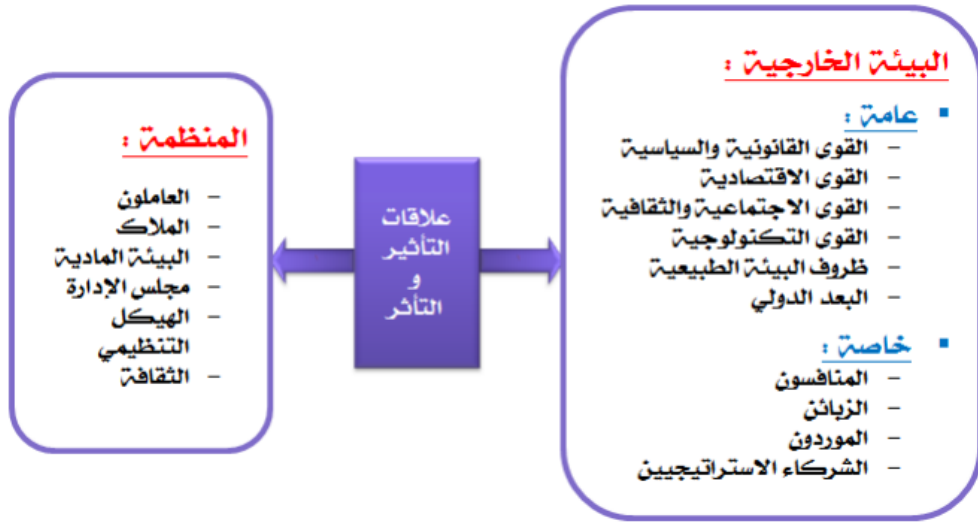 البيئة الخارجية :
▪ عامة :
– القوى القانونية والسياسية
– القوى الاقتصادية
– القوى الاجتماعية والثقافية
– القوى التكنولوجية
– ظروف البيئة الطبيعية
– البعد الدولي
▪ خاصة :
– المنافسون
– الزبائن
– الموردون
– الشركاء الاستراتيجيين
علاقات
التأثير
و
التأثر
المنظمة :
– العاملون
– الملاك
– البيئة المادية
– مجلس الإدارة
– الهيكل
التنظيمي
– الثقافة